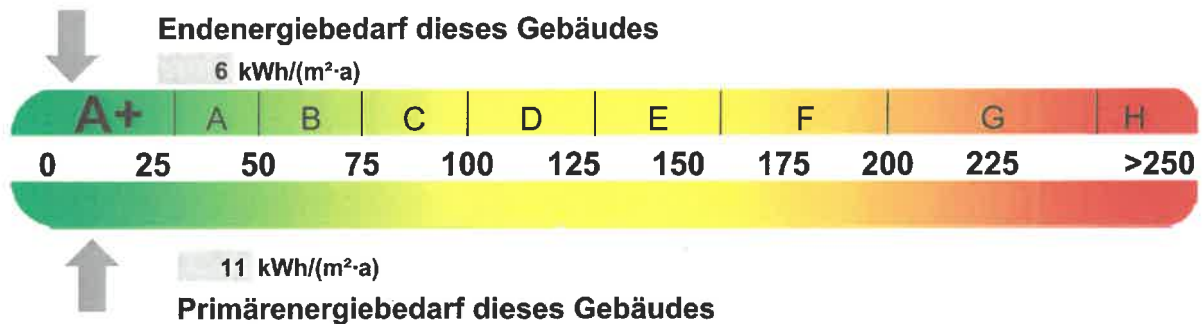 Endenergiebedarf dieses Gebäudes
6 kWh/(m²·a)
A+ A B C D E F G H
0 25 50 75 100 125 150 175 200 225 >250
11 kWh/(m²·a)
Primärenergiebedarf dieses Gebäudes